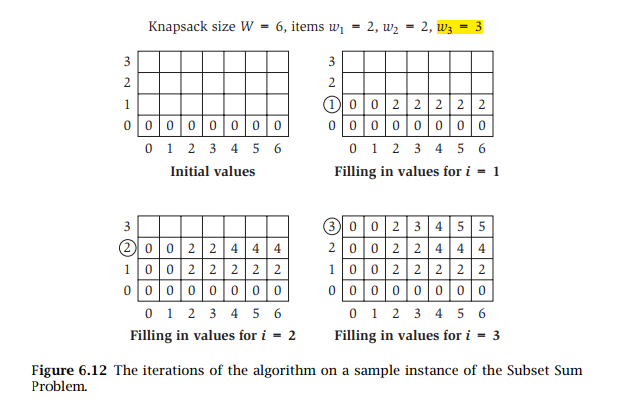 Knapsack size W = 6, items w₁ = 2, w₂ = 2, w₃ = 3
3
2
1
0 0 0 0 0 0 0 0
0 1 2 3 4 5 6
Initial values
3
2
1 0 0 2 2 2 2 2
0 0 0 0 0 0 0 0
0 1 2 3 4 5 6
Filling in values for i = 1
3
2 0 0 2 2 4 4 4
1 0 0 2 2 2 2 2
0 0 0 0 0 0 0 0
0 1 2 3 4 5 6
Filling in values for i = 2
3 0 0 2 3 4 5 5
2 0 0 2 2 4 4 4
1 0 0 2 2 2 2 2
0 0 0 0 0 0 0 0
0 1 2 3 4 5 6
Filling in values for i = 3
Figure 6.12 The iterations of the algorithm on a sample instance of the Subset Sum
Problem.